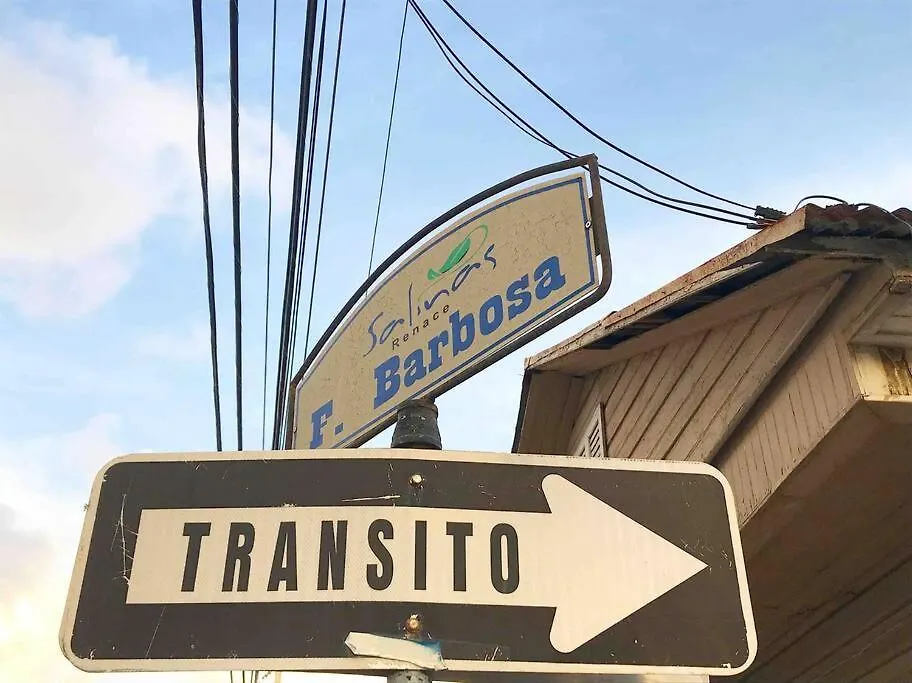 Salinas
Renace
F. Barbosa
TRANSITO